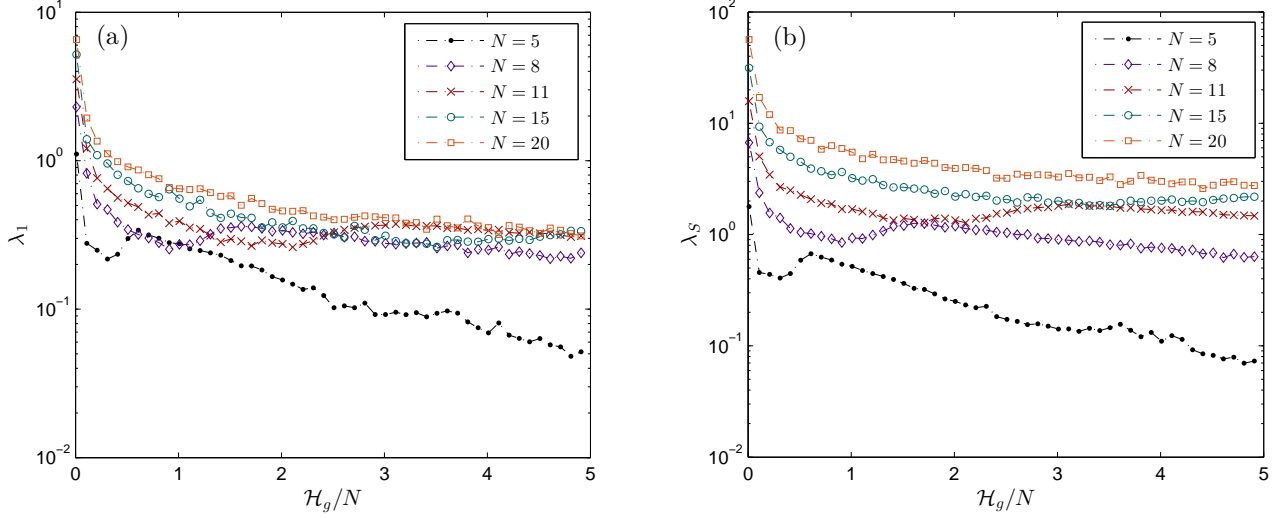 (a)
N = 5
N = 8
N = 11
N = 15
N = 20
10^1
10^0
10^{-1}
10^{-2}
λ_1
0 1 2 3 4 5
ℋ_g/N
(b)
N = 5
N = 8
N = 11
N = 15
N = 20
10^2
10^1
10^0
10^{-1}
10^{-2}
λ_S
0 1 2 3 4 5
ℋ_g/N